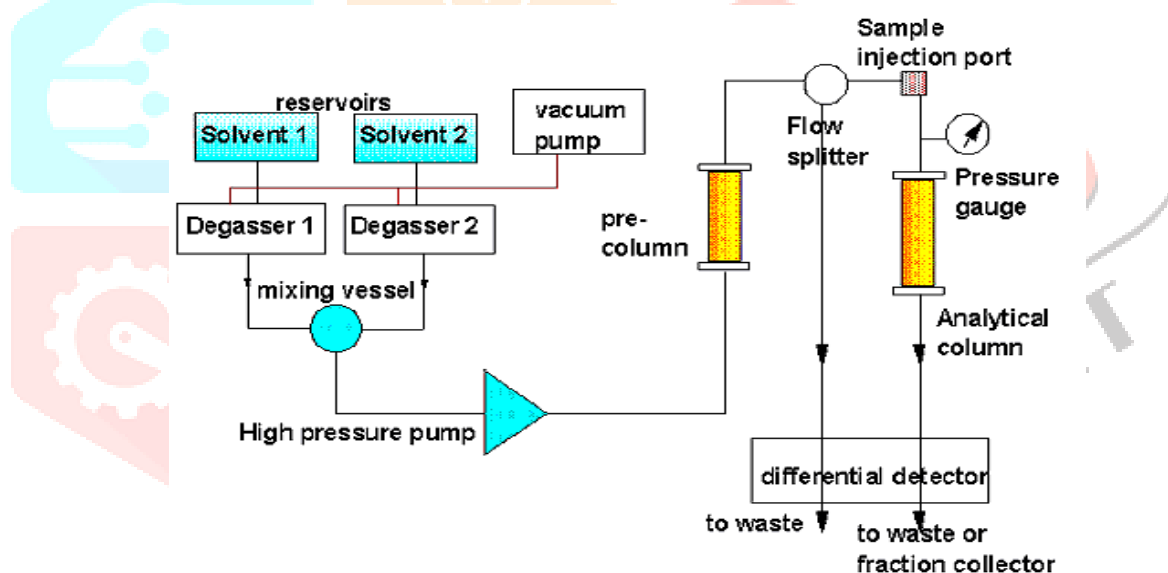 Sample
injection port
reservoirs
vacuum
pump
Solvent 1
Solvent 2
Flow
splitter
Pressure
gauge
Degasser 1
Degasser 2
pre-
column
mixing vessel
Analytical
column
High pressure pump
differential detector
to waste
to waste or
fraction collector